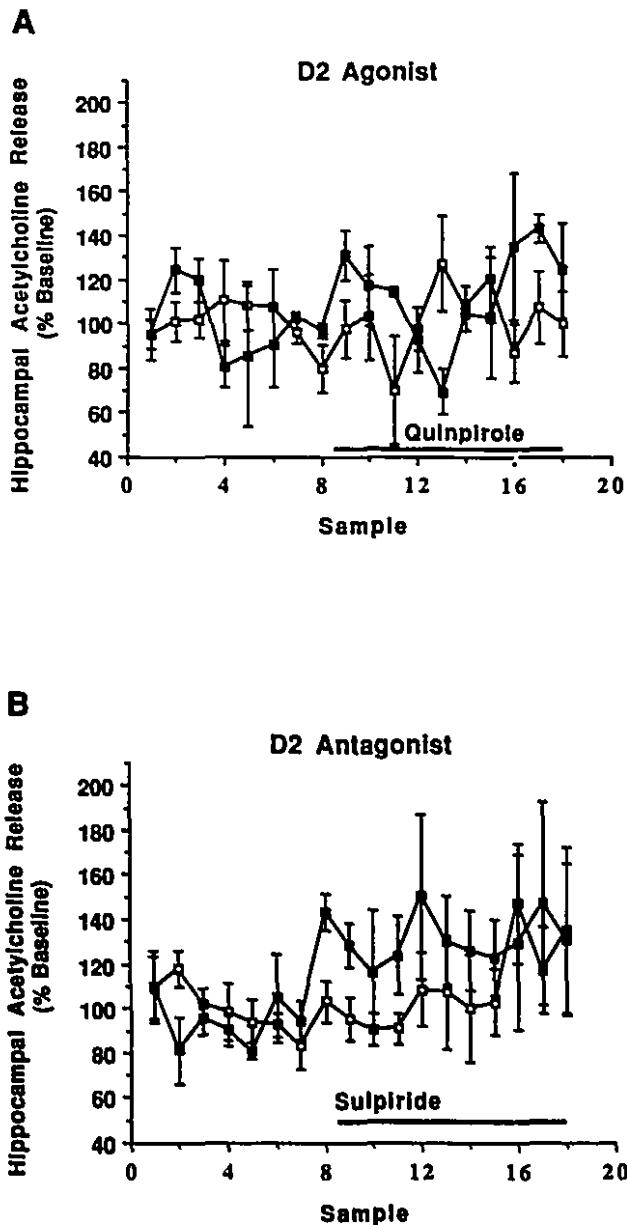 A
D2 Agonist
Hippocampal Acetylcholine Release
(% Baseline)
200
180
160
140
120
100
80
60
40
Quinpirole
0 4 8 12 16 20
Sample
B
D2 Antagonist
Hippocampal Acetylcholine Release
(% Baseline)
200
180
160
140
120
100
80
60
40
Sulpiride
0 4 8 12 16 20
Sample